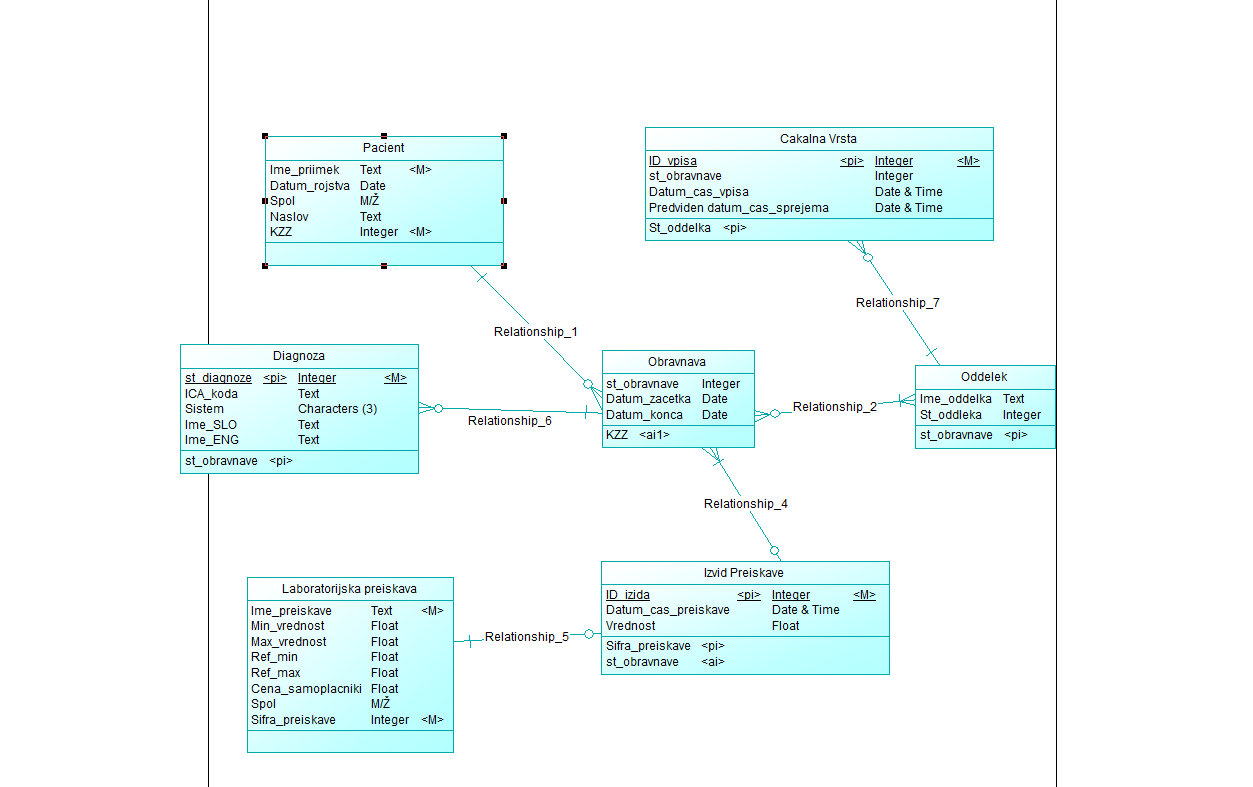 Pacient
Ime_priimek Text <M>
Datum_rojstva Date
Spol M/Ž
Naslov Text
KZZ Integer <M>
Cakalna Vrsta
ID_vpisa <pi> Integer <M>
st_obravnave Integer
Datum_cas_vpisa Date & Time
Predviden datum_cas_sprejema Date & Time
St_oddelka <pi>
Relationship_7
Relationship_1
Diagnoza
st_diagnoze <pi> Integer <M>
ICA_koda Text
Sistem Characters (3)
Ime_SLO Text
Ime_ENG Text
st_obravnave <pi>
Relationship_6
Obravnava
st_obravnave Integer
Datum_zacetka Date
Datum_konca Date
KZZ <ai1>
Relationship_2
Oddelek
Ime_oddelka Text
St_oddleka Integer
st_obravnave <pi>
Relationship_4
Laboratorijska preiskava
Ime_preiskave Text <M>
Min_vrednost Float
Max_vrednost Float
Ref_min Float
Ref_max Float
Cena_samoplacniki Float
Spol M/Ž
Sifra_preiskave Integer <M>
Relationship_5
Izvid Preiskave
ID_izida <pi> Integer <M>
Datum_cas_preiskave Date & Time
Vrednost Float
Sifra_preiskave <pi>
st_obravnave <ai>